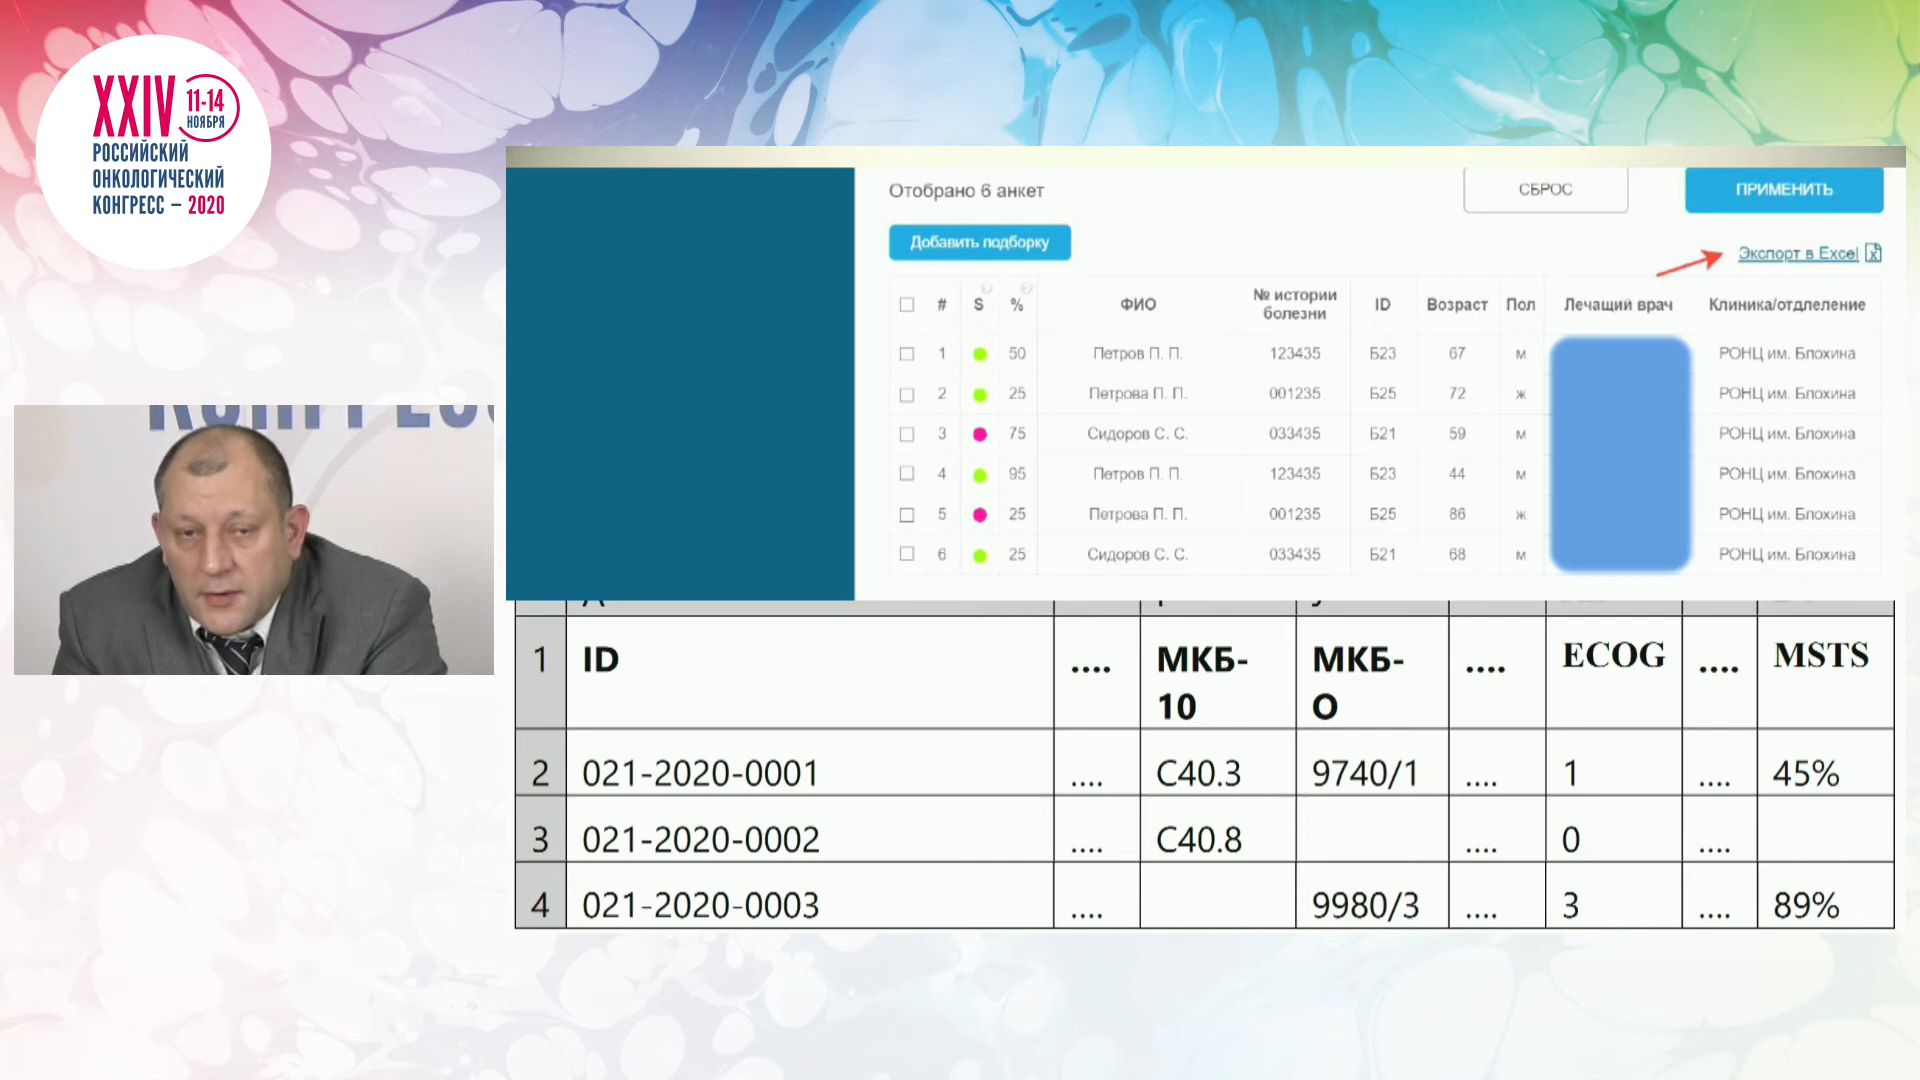 XXIV 11-14 НОЯБРЯ
РОССИЙСКИЙ
ОНКОЛОГИЧЕСКИЙ
КОНГРЕСС – 2020
КОНГРЕСС
Отобрано 6 анкет
СБРОС
ПРИМЕНИТЬ
Добавить подборку
Экспорт в Excel
# S % ФИО № истории болезни ID Возраст Пол Лечащий врач Клиника/отдлеление
1 50 Петров П. П. 123435 Б23 67 м РОНЦ им. Блохина
2 25 Петрова П. П. 001235 Б25 72 ж РОНЦ им. Блохина
3 75 Сидоров С. С. 033435 Б21 59 м РОНЦ им. Блохина
4 95 Петров П. П. 123435 Б23 44 м РОНЦ им. Блохина
5 25 Петрова П. П. 001235 Б25 86 ж РОНЦ им. Блохина
6 25 Сидоров С. С. 033435 Б21 68 м РОНЦ им. Блохина
1 ID .... МКБ-10 МКБ-О .... ECOG .... MSTS
2 021-2020-0001 .... C40.3 9740/1 .... 1 .... 45%
3 021-2020-0002 .... C40.8 .... 0 ....
4 021-2020-0003 .... 9980/3 .... 3 .... 89%